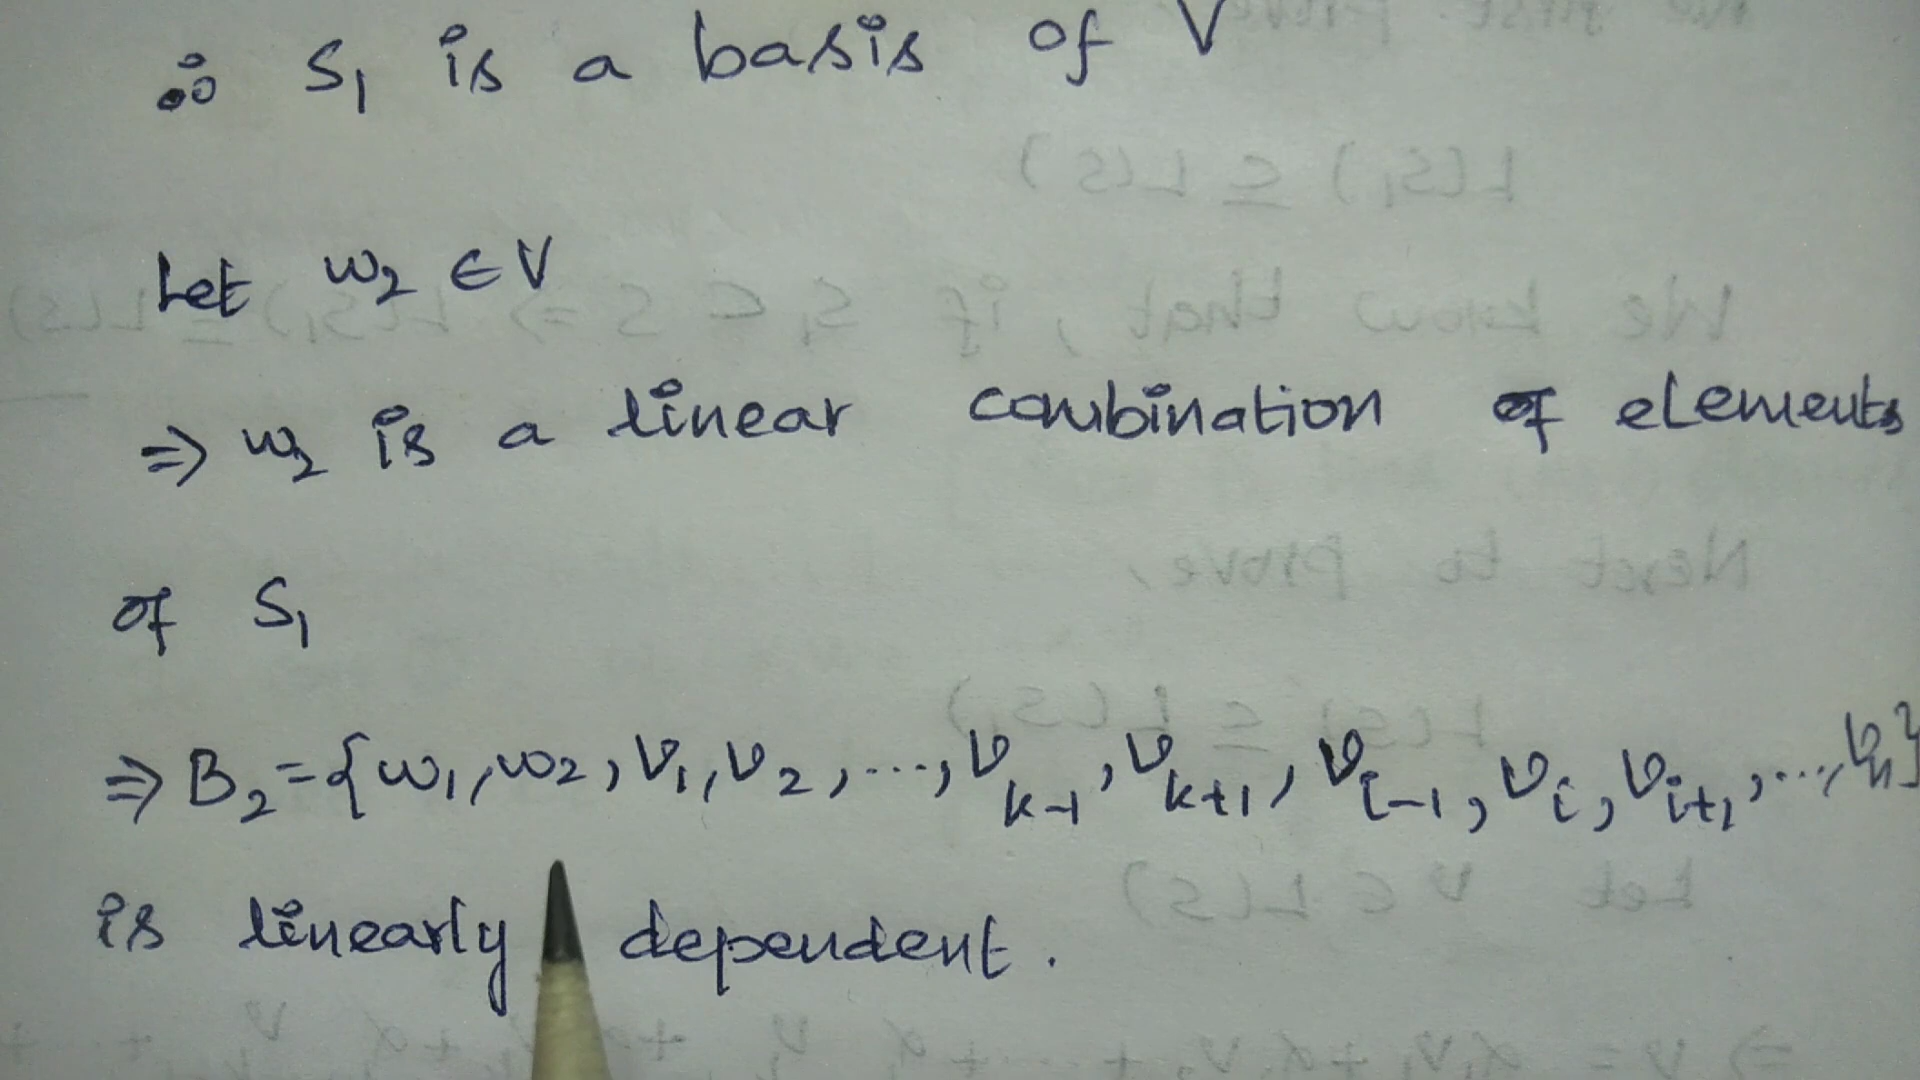 ∴ S₁ is a basis of V
Let w₂ ∈ V
⇒ w₂ is a linear combination of elements
of S₁
⇒ B₂ = {w₁, w₂, v₁, v₂, ..., v_{k-1}, v_{k+1}, v_{i-1}, v_i, v_{i+1}, ..., v_n}
is linearly dependent.